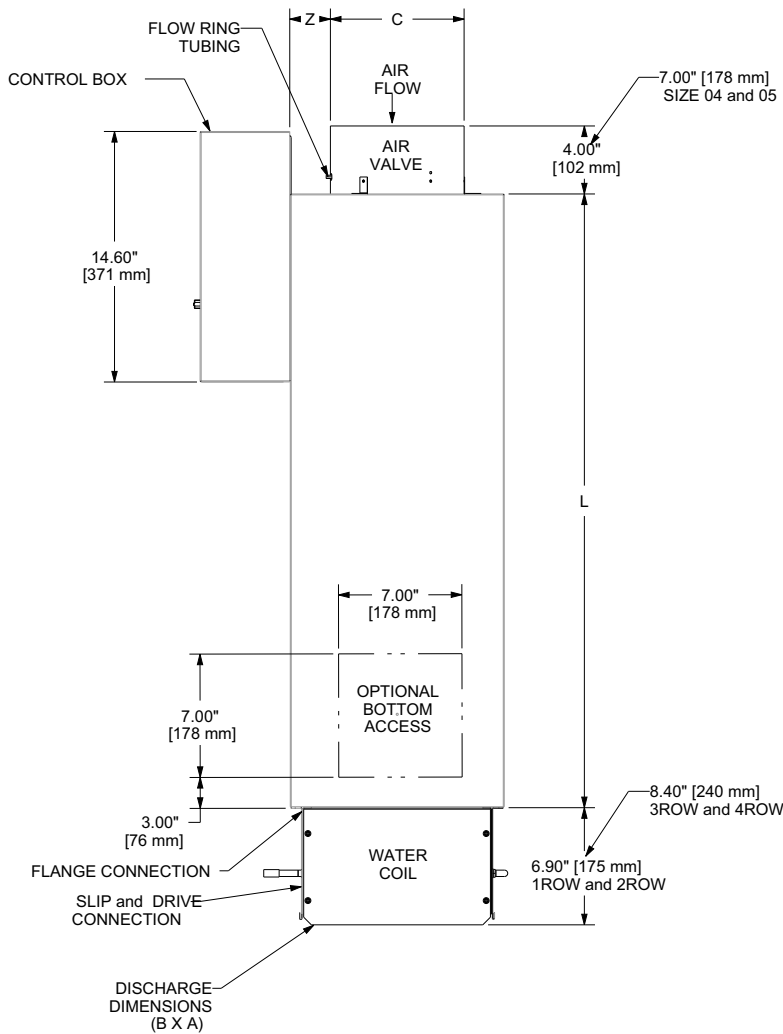 Z
C
FLOW RING
TUBING
CONTROL BOX
AIR
FLOW
7.00" [178 mm]
SIZE 04 and 05
AIR
VALVE
4.00"
[102 mm]
14.60"
[371 mm]
L
7.00"
[178 mm]
OPTIONAL
BOTTOM
ACCESS
7.00"
[178 mm]
3.00"
[76 mm]
8.40" [240 mm]
3ROW and 4ROW
FLANGE CONNECTION
WATER
COIL
6.90" [175 mm]
1ROW and 2ROW
SLIP and DRIVE
CONNECTION
DISCHARGE
DIMENSIONS
(B X A)